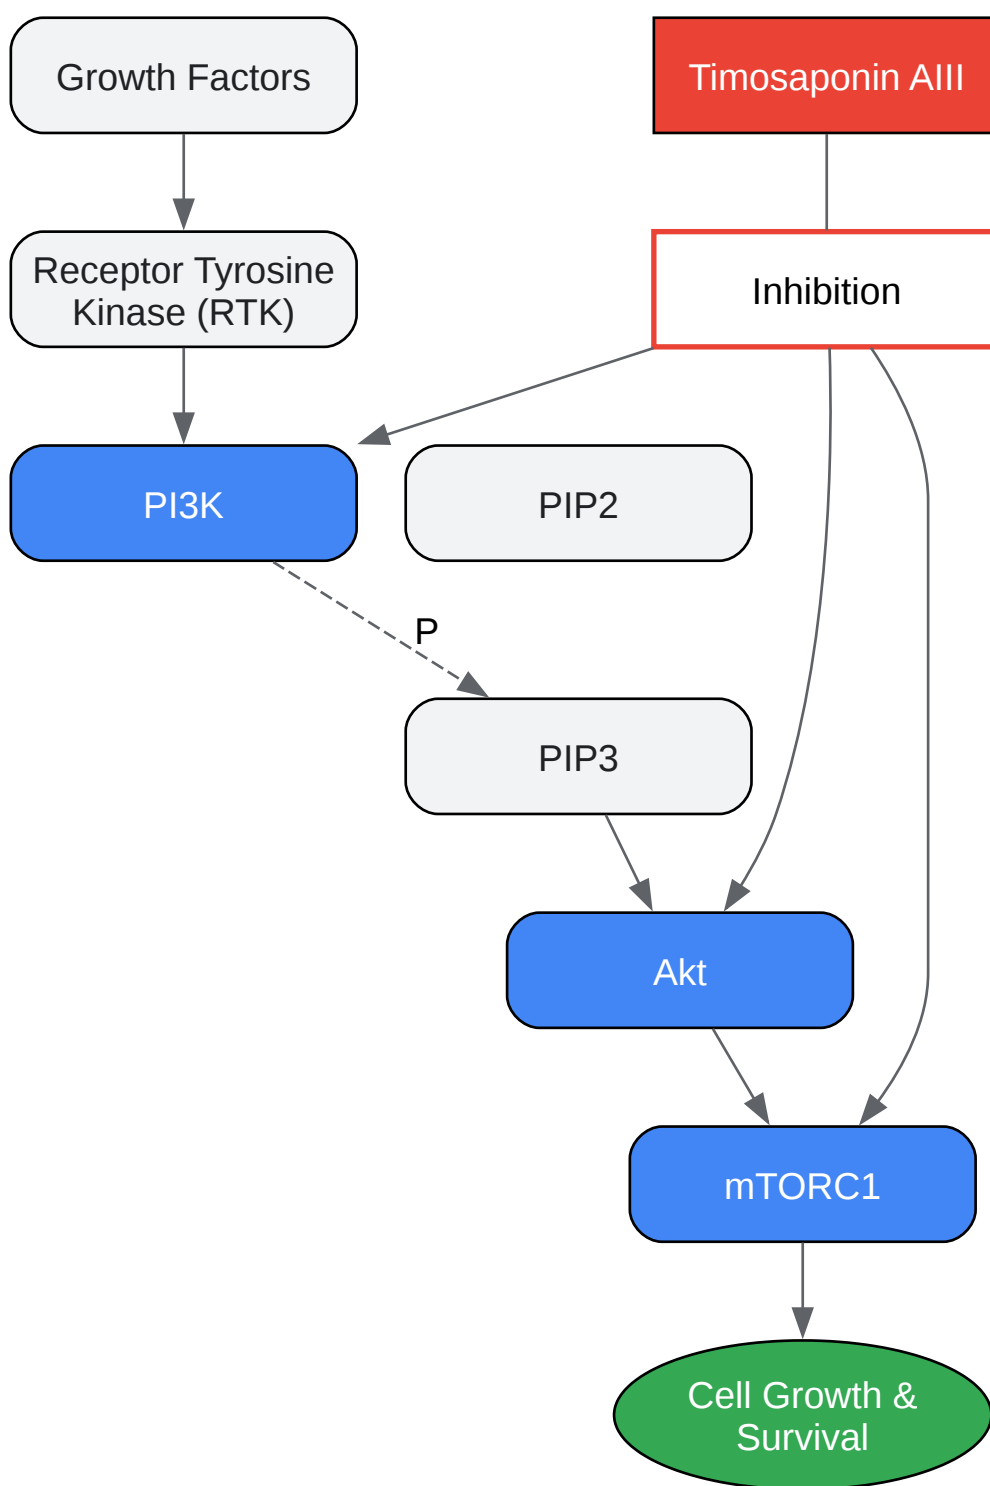 Growth Factors
Timosaponin AIII
Receptor Tyrosine
Kinase (RTK)
Inhibition
PI3K
PIP2
P
PIP3
Akt
mTORC1
Cell Growth &
Survival